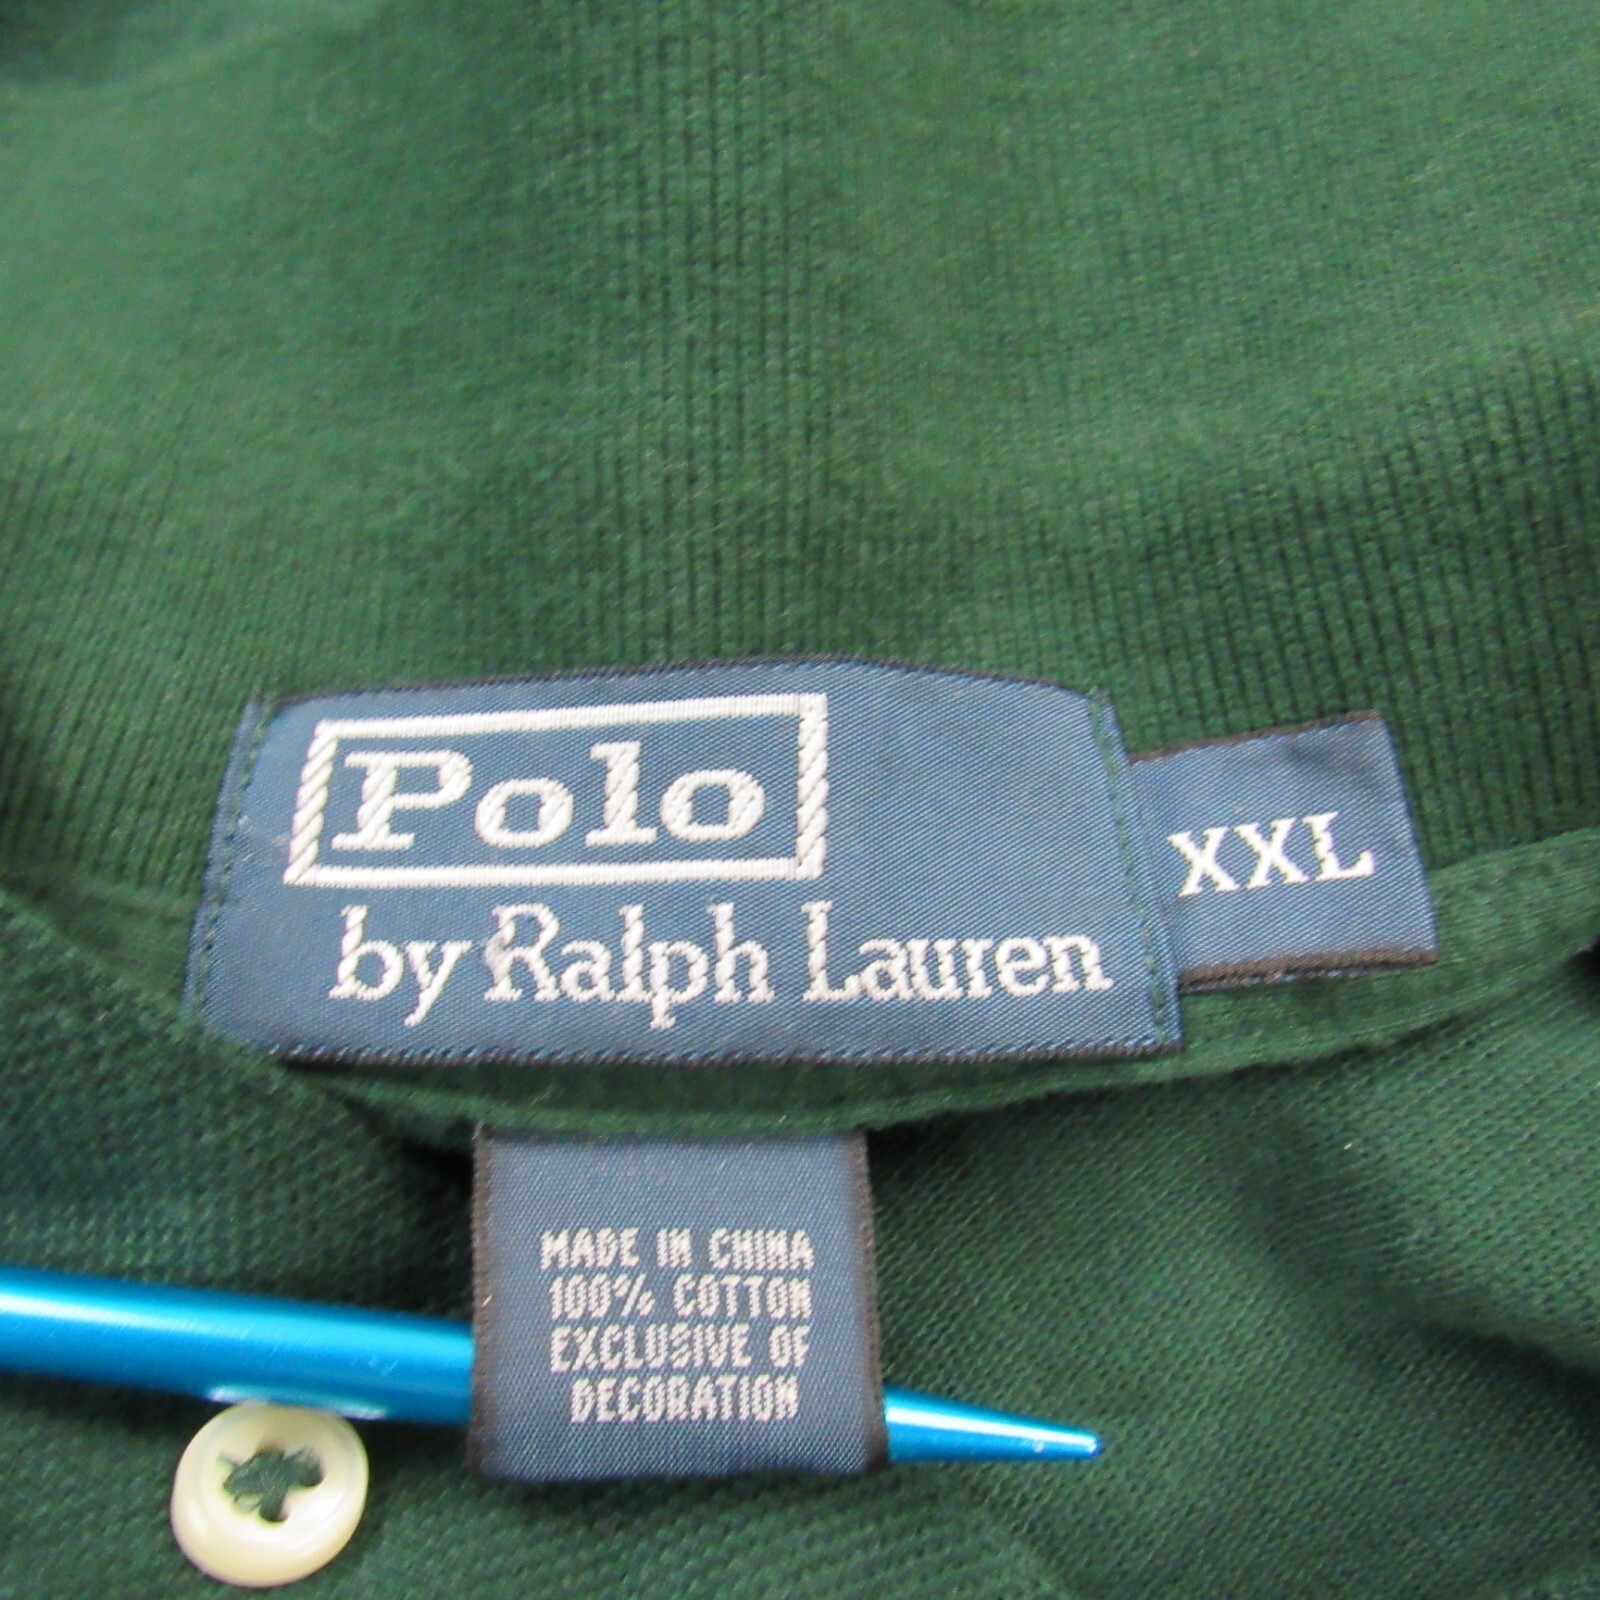 Polo
by Ralph Lauren
XXL
MADE IN CHINA
100% COTTON
EXCLUSIVE OF
DECORATION